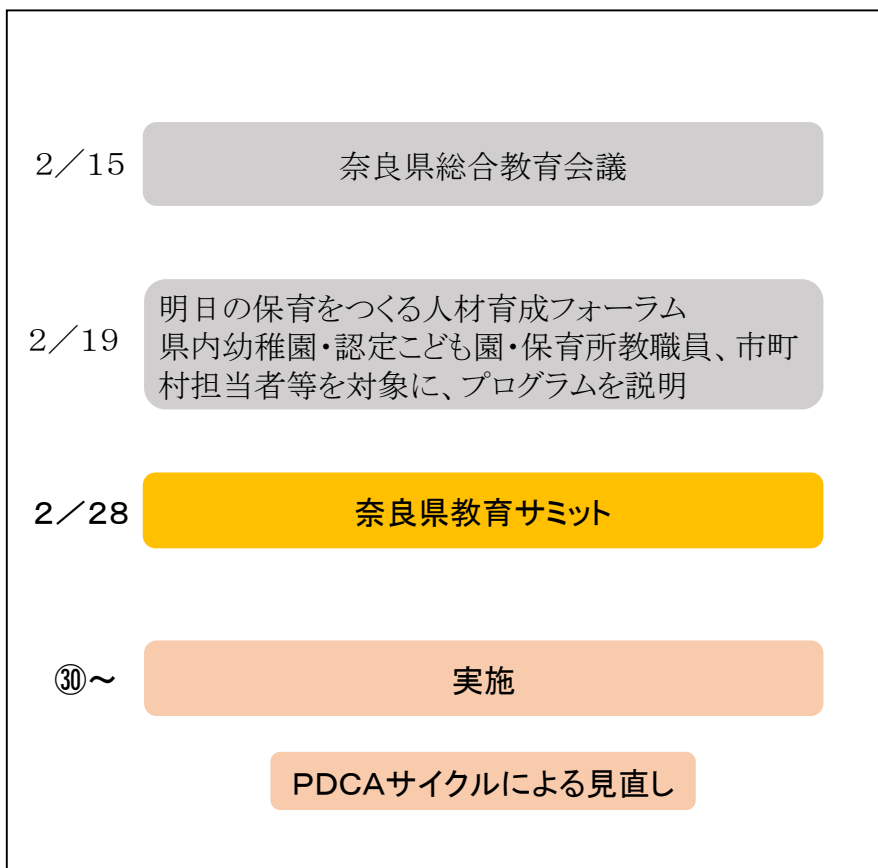 2／15
奈良県総合教育会議
2／19
明日の保育をつくる人材育成フォーラム
県内幼稚園・認定こども園・保育所教職員、市町
村担当者等を対象に、プログラムを説明
2／28
奈良県教育サミット
㉚～
実施
PDCAサイクルによる見直し